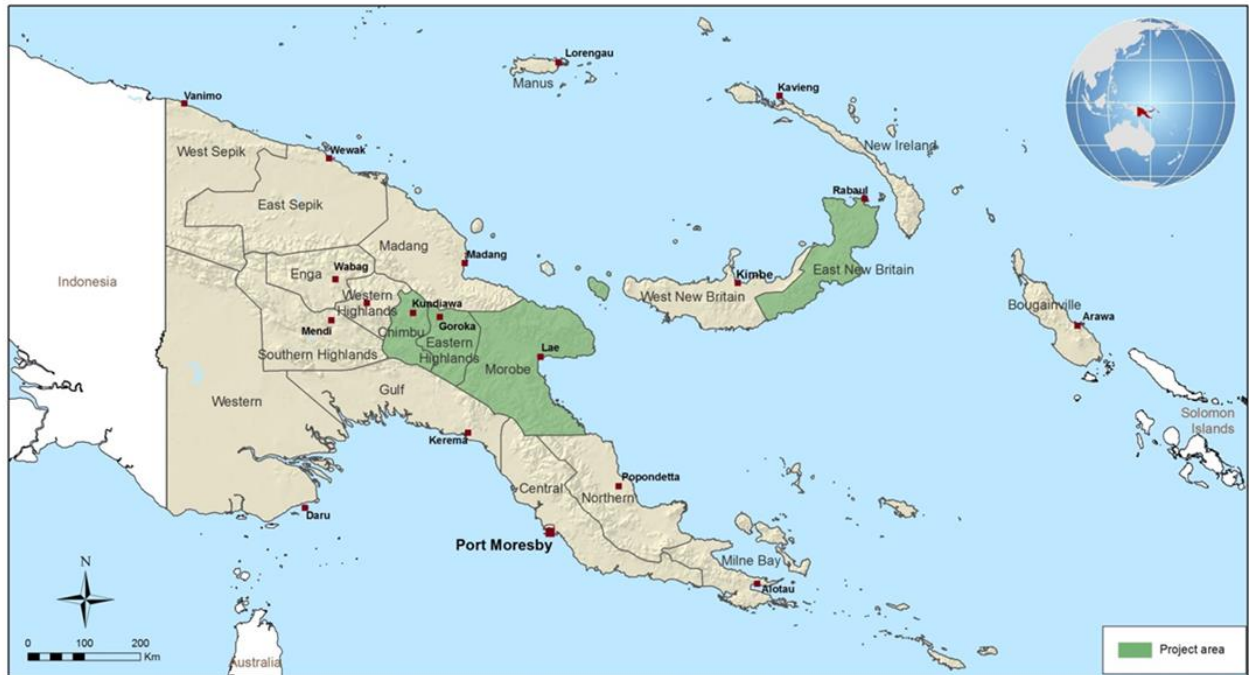 Lorengau
Manus
Kavieng
Vanimo
New Ireland
West Sepik
Wewak
Rabaul
East Sepik
Madang
Madang
East New Britain
Indonesia
Enga
Wabag
Kimbe
West New Britain
Western
Highlands
Kundiawa
Bougainville
Arawa
Goroka
Mendi
Chimbu
Eastern
Highlands
Southern Highlands
Lae
Morobe
Gulf
Western
Solomon
Islands
Kerema
Popondetta
Central
Northern
Daru
Port Moresby
Milne Bay
Alotau
N
0 100 200
Km
Australia
Project area